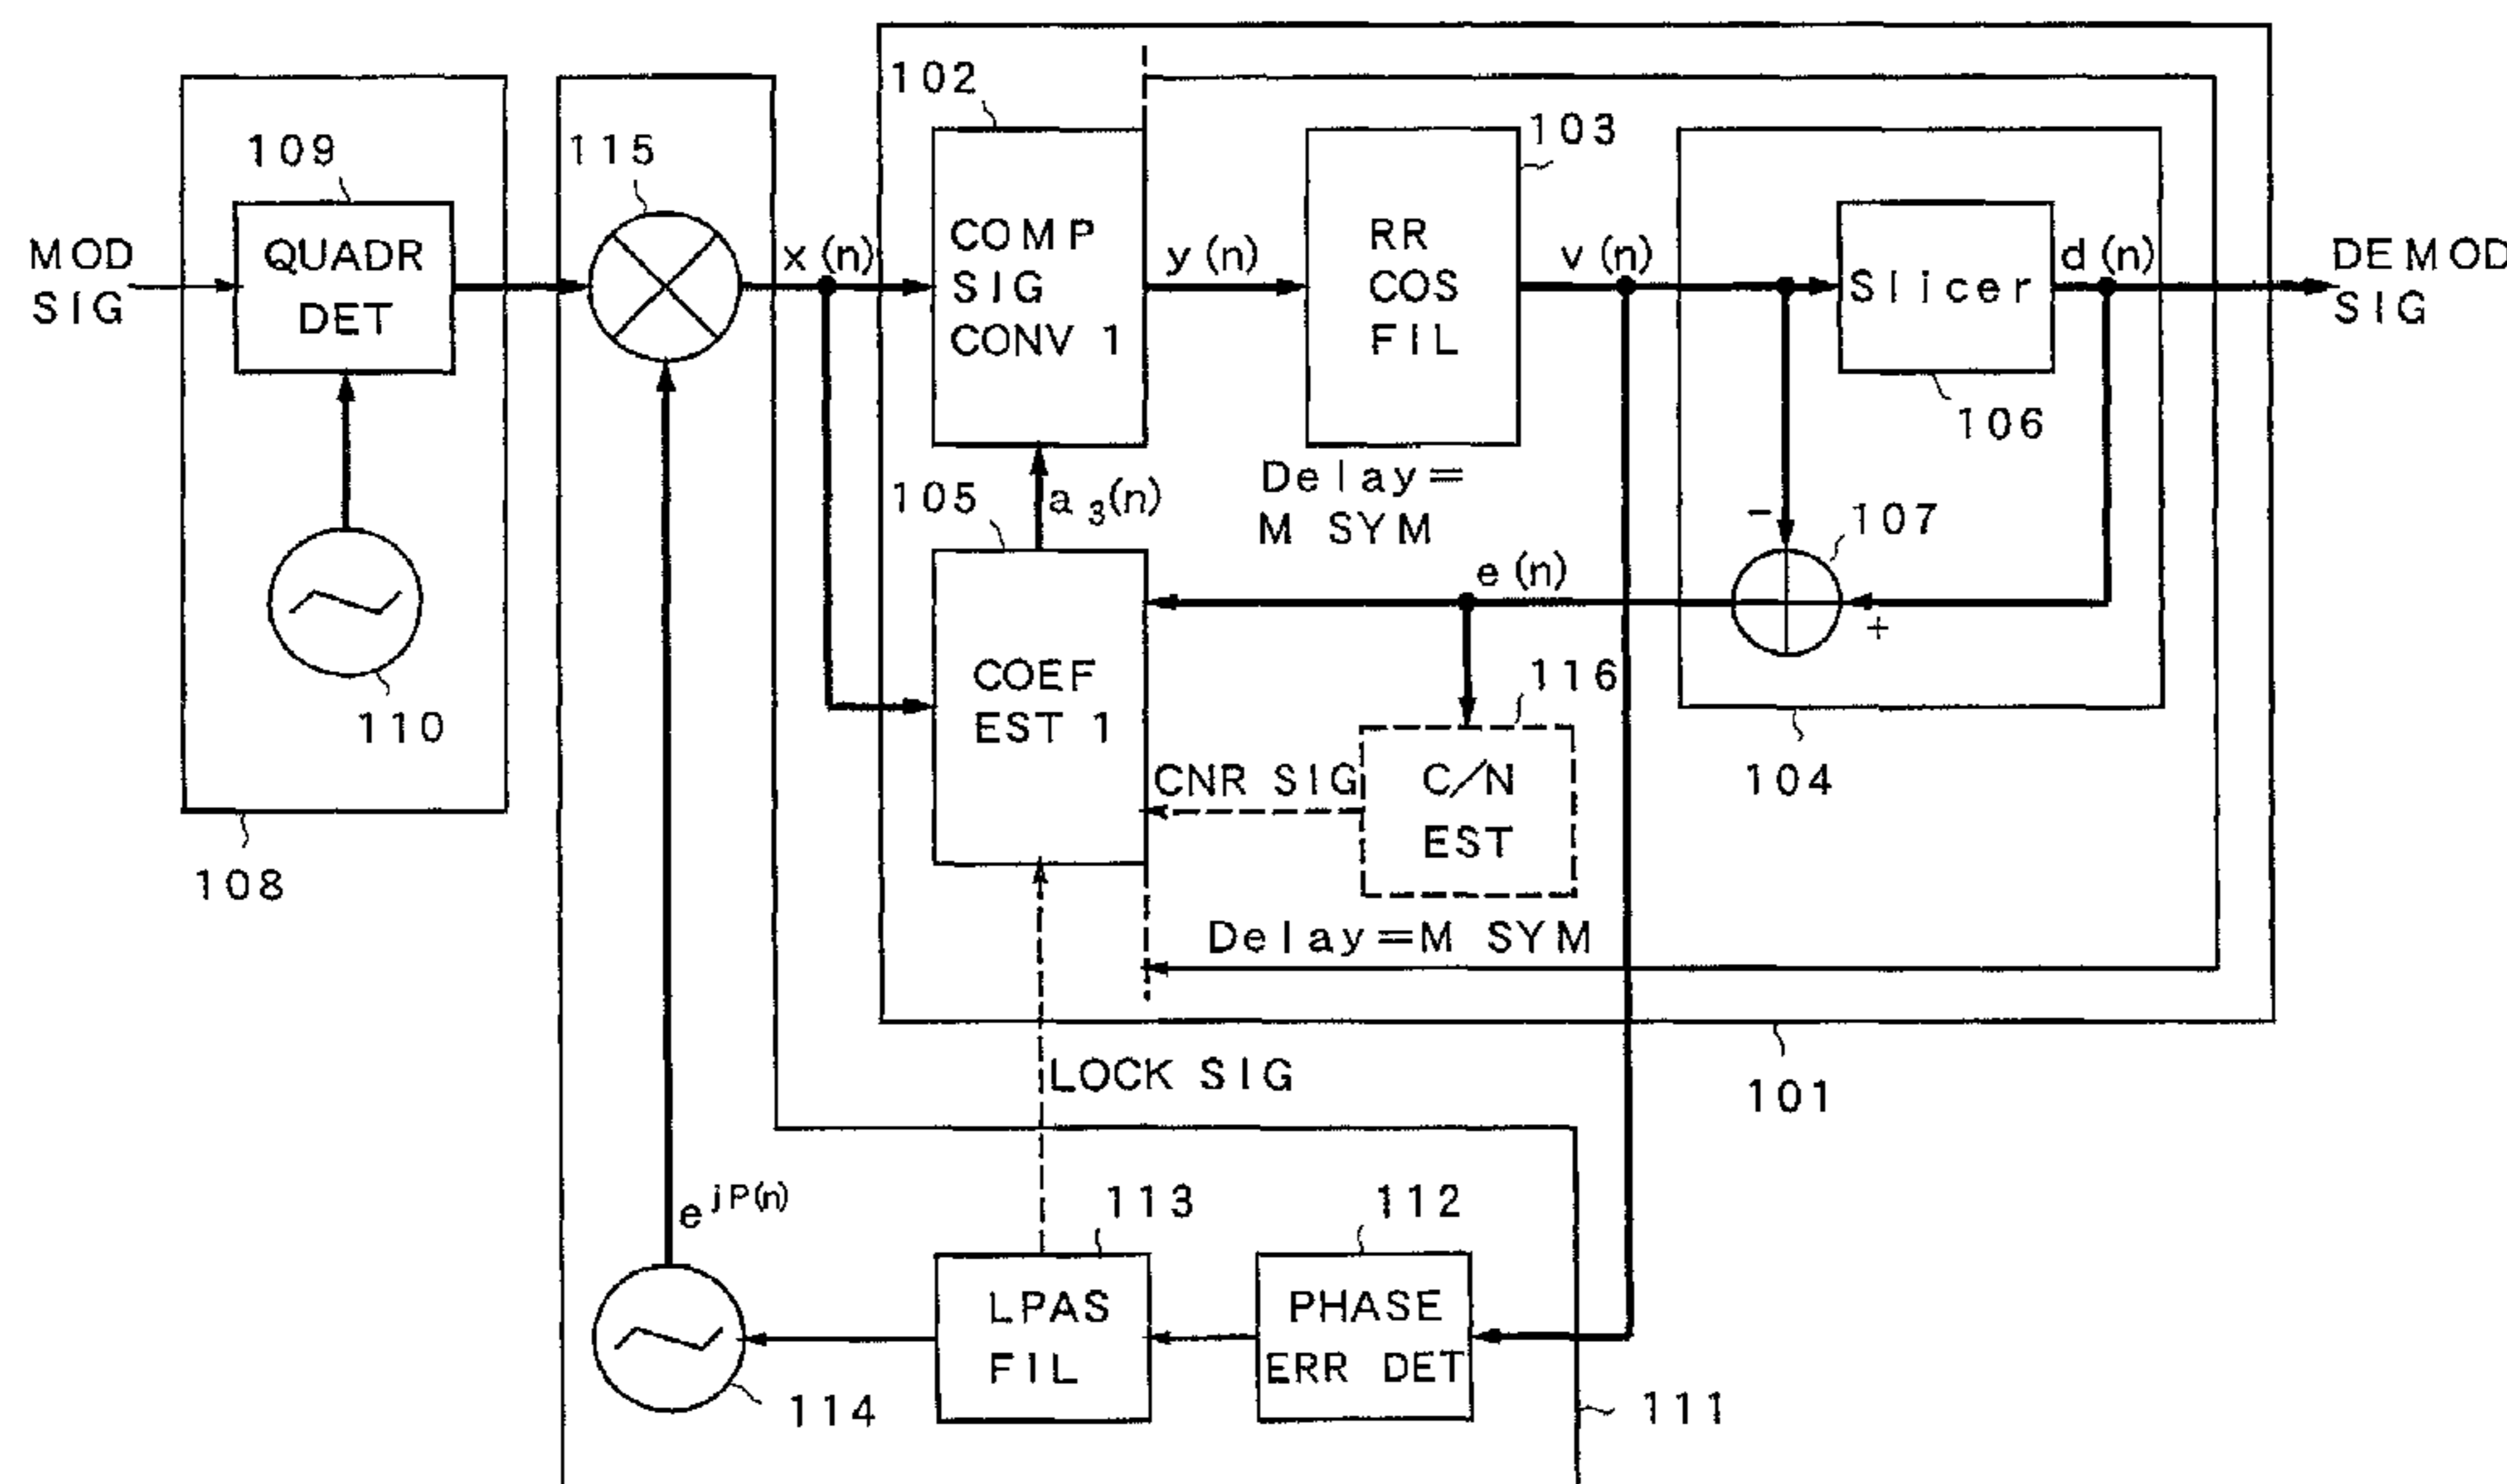 102
109
115
103
MOD
SIG
QUADR
DET
x(n)
COMP
SIG
CONV 1
y(n)
RR
COS
FIL
v(n)
Slicer
d(n)
DEMOD
SIG
106
105
a3(n)
Delay=
M SYM
107
-
+
e(n)
110
COEF
EST 1
116
CNR SIG
C/N
EST
104
108
Delay=M SYM
LOCK SIG
101
e^jP(n)
113
112
LPAS
FIL
PHASE
ERR DET
114
111